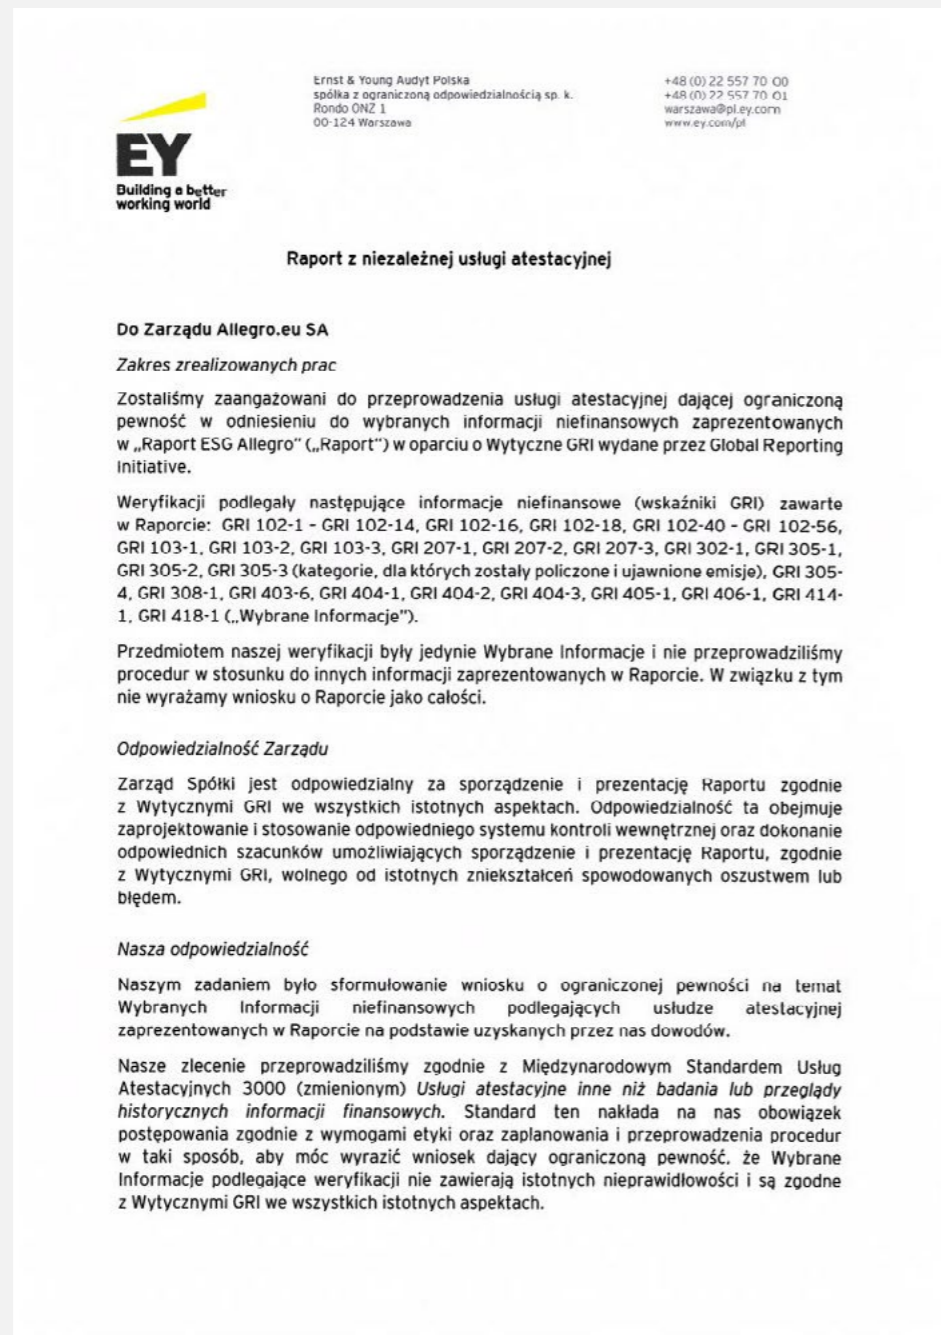 EY
Building a better
working world
Ernst & Young Audyt Polska
spółka z ograniczoną odpowiedzialnością sp. k.
Rondo ONZ 1
00-124 Warszawa
+48 (0) 22 557 70 00
+48 (0) 22 557 70 01
warszawa@pl.ey.com
www.ey.com/pl
Raport z niezależnej usługi atestacyjnej
Do Zarządu Allegro.eu SA
Zakres zrealizowanych prac
Zostaliśmy zaangażowani do przeprowadzenia usługi atestacyjnej dającej ograniczoną
pewność w odniesieniu do wybranych informacji niefinansowych zaprezentowanych
w „Raport ESG Allegro" („Raport") w oparciu o Wytyczne GRI wydane przez Global Reporting
Initiative.
Weryfikacji podlegały następujące informacje niefinansowe (wskaźniki GRI) zawarte
w Raporcie: GRI 102-1 - GRI 102-14, GRI 102-16, GRI 102-18, GRI 102-40 - GRI 102-56,
GRI 103-1, GRI 103-2, GRI 103-3, GRI 207-1, GRI 207-2, GRI 207-3, GRI 302-1, GRI 305-1,
GRI 305-2, GRI 305-3 (kategorie, dla których zostały policzone i ujawnione emisje), GRI 305-
4, GRI 308-1, GRI 403-6, GRI 404-1, GRI 404-2, GRI 404-3, GRI 405-1, GRI 406-1, GRI 414-
1, GRI 418-1 („Wybrane Informacje").
Przedmiotem naszej weryfikacji były jedynie Wybrane Informacje i nie przeprowadziliśmy
procedur w stosunku do innych informacji zaprezentowanych w Raporcie. W związku z tym
nie wyrażamy wniosku o Raporcie jako całości.
Odpowiedzialność Zarządu
Zarząd Spółki jest odpowiedzialny za sporządzenie i prezentację Raportu zgodnie
z Wytycznymi GRI we wszystkich istotnych aspektach. Odpowiedzialność ta obejmuje
zaprojektowanie i stosowanie odpowiedniego systemu kontroli wewnętrznej oraz dokonanie
odpowiednich szacunków umożliwiających sporządzenie i prezentację Raportu, zgodnie
z Wytycznymi GRI, wolnego od istotnych zniekształceń spowodowanych oszustwem lub
błędem.
Nasza odpowiedzialność
Naszym zadaniem było sformułowanie wniosku o ograniczonej pewności na temat
Wybranych Informacji niefinansowych podlegających usłudze atestacyjnej
zaprezentowanych w Raporcie na podstawie uzyskanych przez nas dowodów.
Nasze zlecenie przeprowadziliśmy zgodnie z Międzynarodowym Standardem Usług
Atestacyjnych 3000 (zmienionym) Usługi atestacyjne inne niż badania lub przeglądy
historycznych informacji finansowych. Standard ten nakłada na nas obowiązek
postępowania zgodnie z wymogami etyki oraz zaplanowania i przeprowadzenia procedur
w taki sposób, aby móc wyrazić wniosek dający ograniczoną pewność, że Wybrane
Informacje podlegające weryfikacji nie zawierają istotnych nieprawidłowości i są zgodne
z Wytycznymi GRI we wszystkich istotnych aspektach.